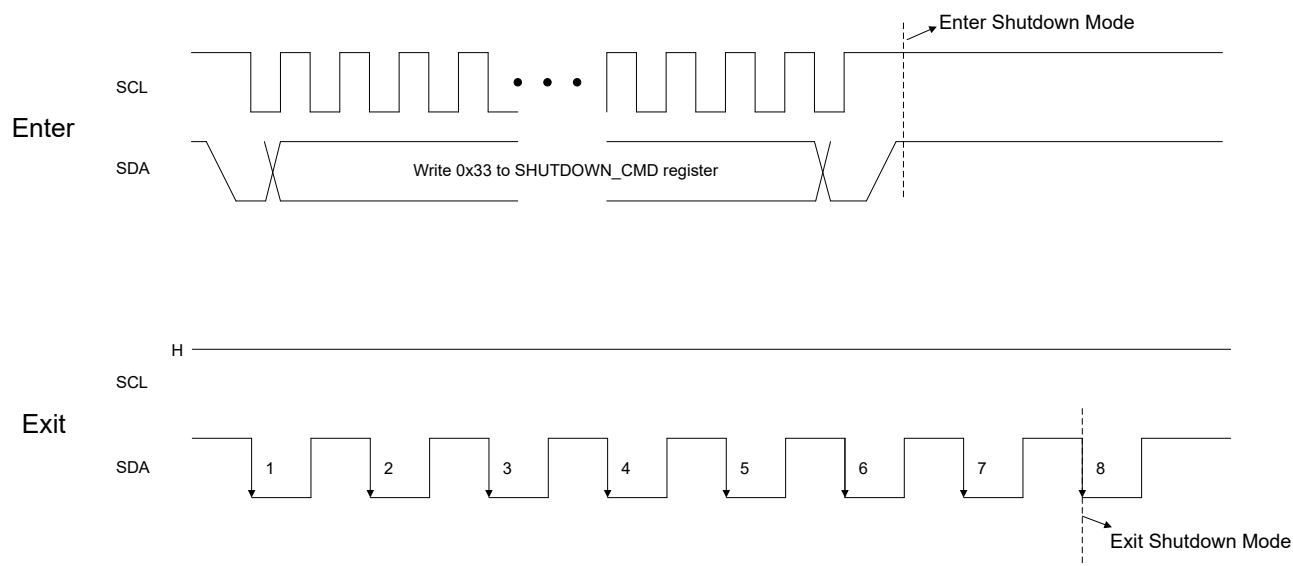 Enter Shutdown Mode
SCL
Enter
SDA
Write 0x33 to SHUTDOWN_CMD register
H
SCL
Exit
SDA
1 2 3 4 5 6 7 8
Exit Shutdown Mode